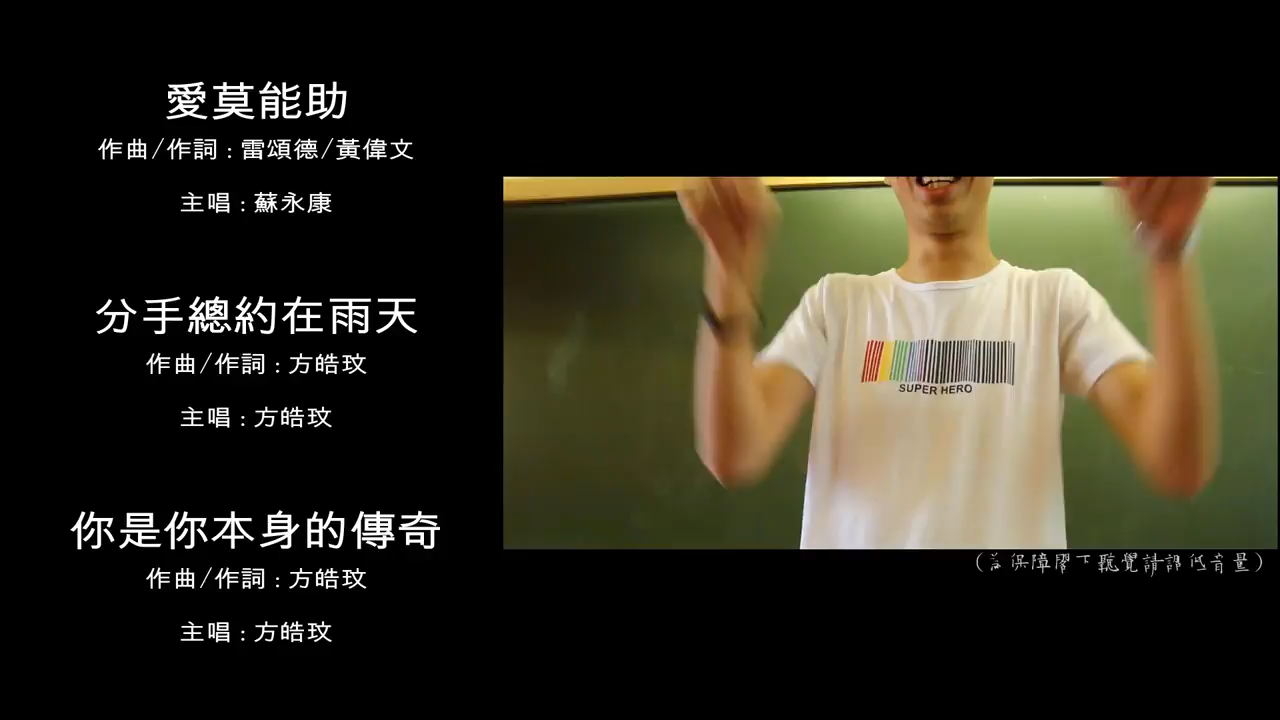 愛莫能助
作曲/作詞 : 雷頌德/黃偉文
主唱 : 蘇永康
分手總約在雨天
作曲/作詞 : 方皓玟
主唱 : 方皓玟
你是你本身的傳奇
作曲/作詞 : 方皓玟
主唱 : 方皓玟
SUPER HERO
(為保障閣下聽覺請調低音量)